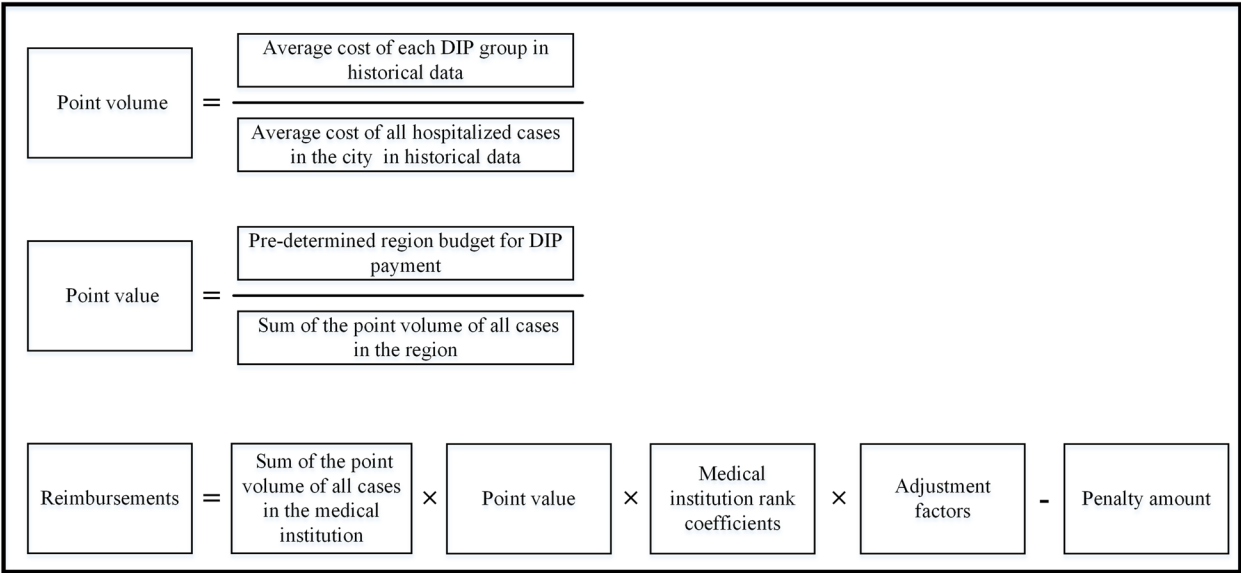 Average cost of each DIP group in
historical data
Point volume
=
Average cost of all hospitalized cases
in the city in historical data
Pre-determined region budget for DIP
payment
Point value
=
Sum of the point volume of all cases
in the region
Reimbursements
=
Sum of the point
volume of all cases
in the medical
institution
×
Point value
×
Medical
institution rank
coefficients
×
Adjustment
factors
-
Penalty amount